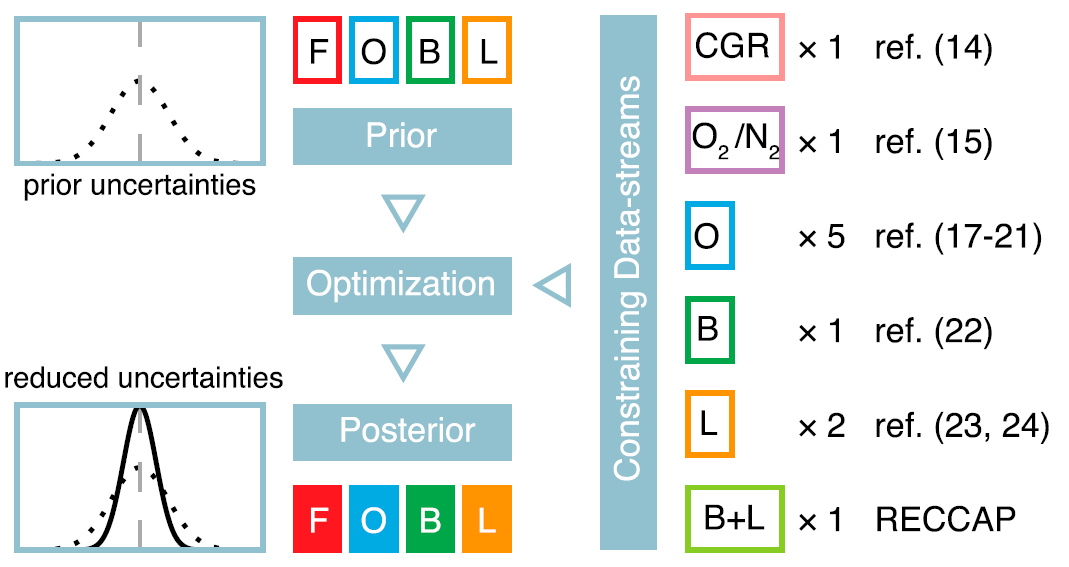 prior uncertainties
F O B L
Prior
Optimization
reduced uncertainties
Posterior
F O B L
Constraining Data-streams
CGR × 1 ref. (14)
O₂/N₂ × 1 ref. (15)
O × 5 ref. (17-21)
B × 1 ref. (22)
L × 2 ref. (23, 24)
B+L × 1 RECCAP